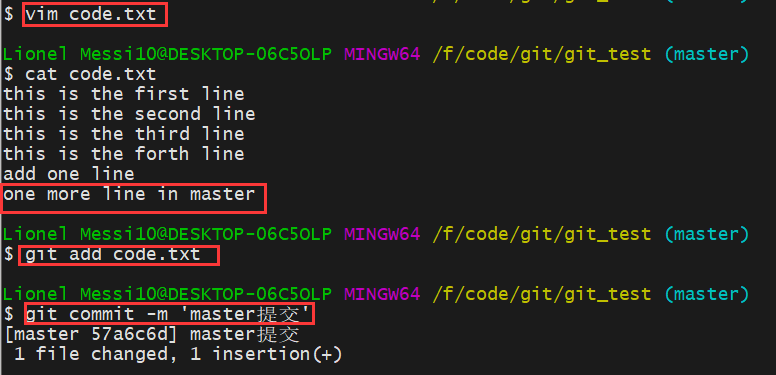 $ vim code.txt
Lionel Messi10@DESKTOP-O6C5OLP MINGW64 /f/code/git/git_test (master)
$ cat code.txt
this is the first line
this is the second line
this is the third line
this is the forth line
add one line
one more line in master
Lionel Messi10@DESKTOP-O6C5OLP MINGW64 /f/code/git/git_test (master)
$ git add code.txt
Lionel Messi10@DESKTOP-O6C5OLP MINGW64 /f/code/git/git_test (master)
$ git commit -m 'master提交'
[master 57a6c6d] master提交
 1 file changed, 1 insertion(+)